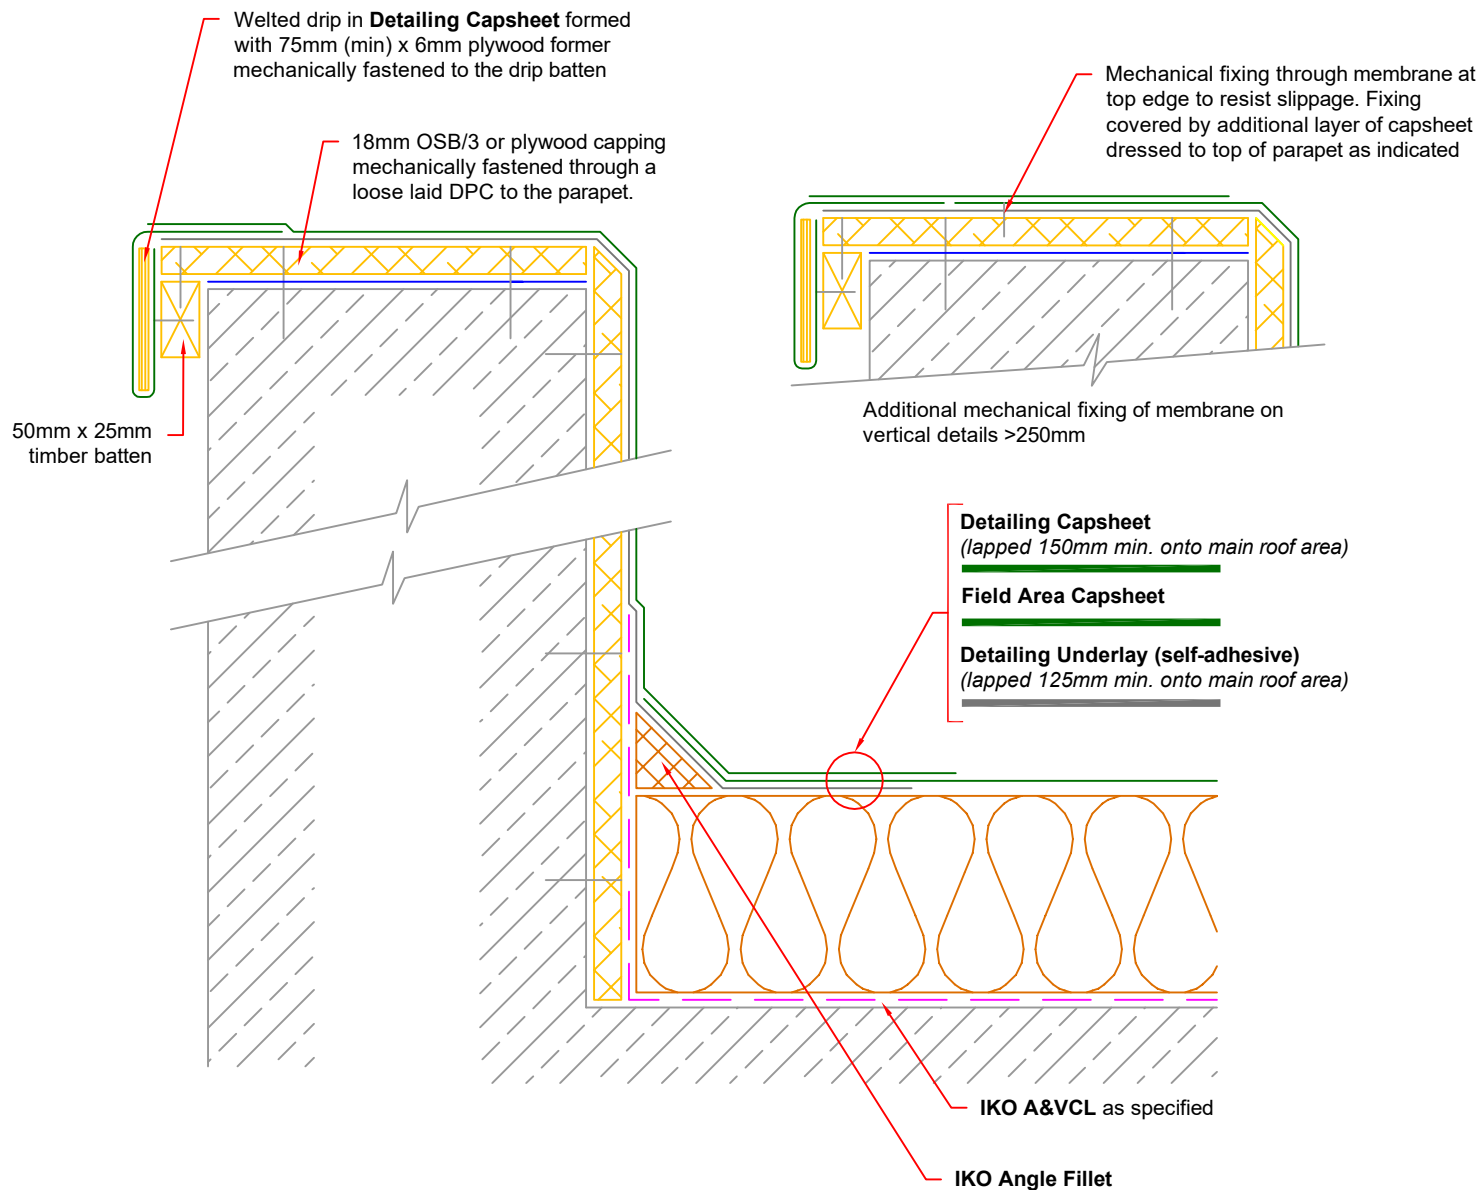 Welted drip in Detailing Capsheet formed
with 75mm (min) x 6mm plywood former
mechanically fastened to the drip batten
18mm OSB/3 or plywood capping
mechanically fastened through a
loose laid DPC to the parapet.
Mechanical fixing through membrane at
top edge to resist slippage. Fixing
covered by additional layer of capsheet
dressed to top of parapet as indicated
50mm x 25mm
timber batten
Additional mechanical fixing of membrane on
vertical details >250mm
Detailing Capsheet
(lapped 150mm min. onto main roof area)
Field Area Capsheet
Detailing Underlay (self-adhesive)
(lapped 125mm min. onto main roof area)
IKO A&VCL as specified
IKO Angle Fillet